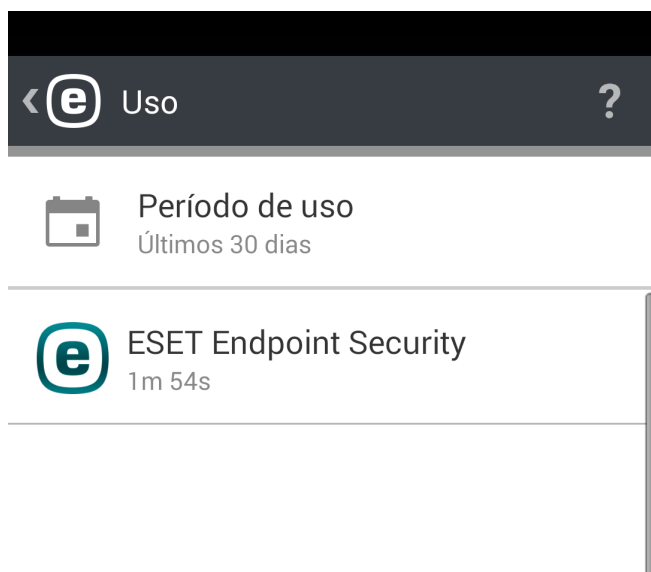 e Uso ?
Período de uso
Últimos 30 dias
e ESET Endpoint Security
1m 54s